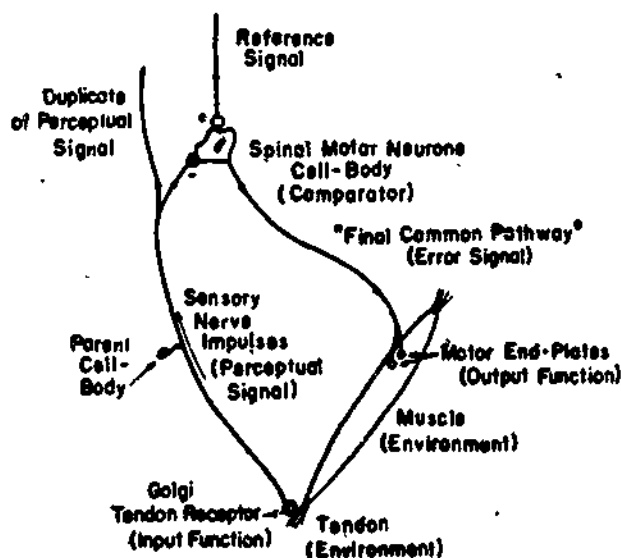 Reference
Signal
Duplicate
of Perceptual
Signal
Spinal Motor Neurone
Cell-Body
(Comparator)
"Final Common Pathway"
(Error Signal)
Sensory
Nerve
Impulses
(Perceptual
Signal)
Parent
Cell-
Body
Motor End-Plates
(Output Function)
Muscle
(Environment)
Golgi
Tendon Receptor
(Input Function)
Tendon
(Environment)